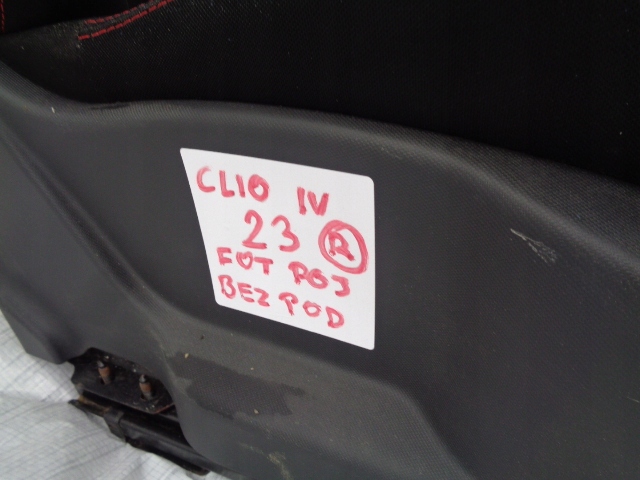 CLIO IV
23 R
FOT POJ
BEZ POD